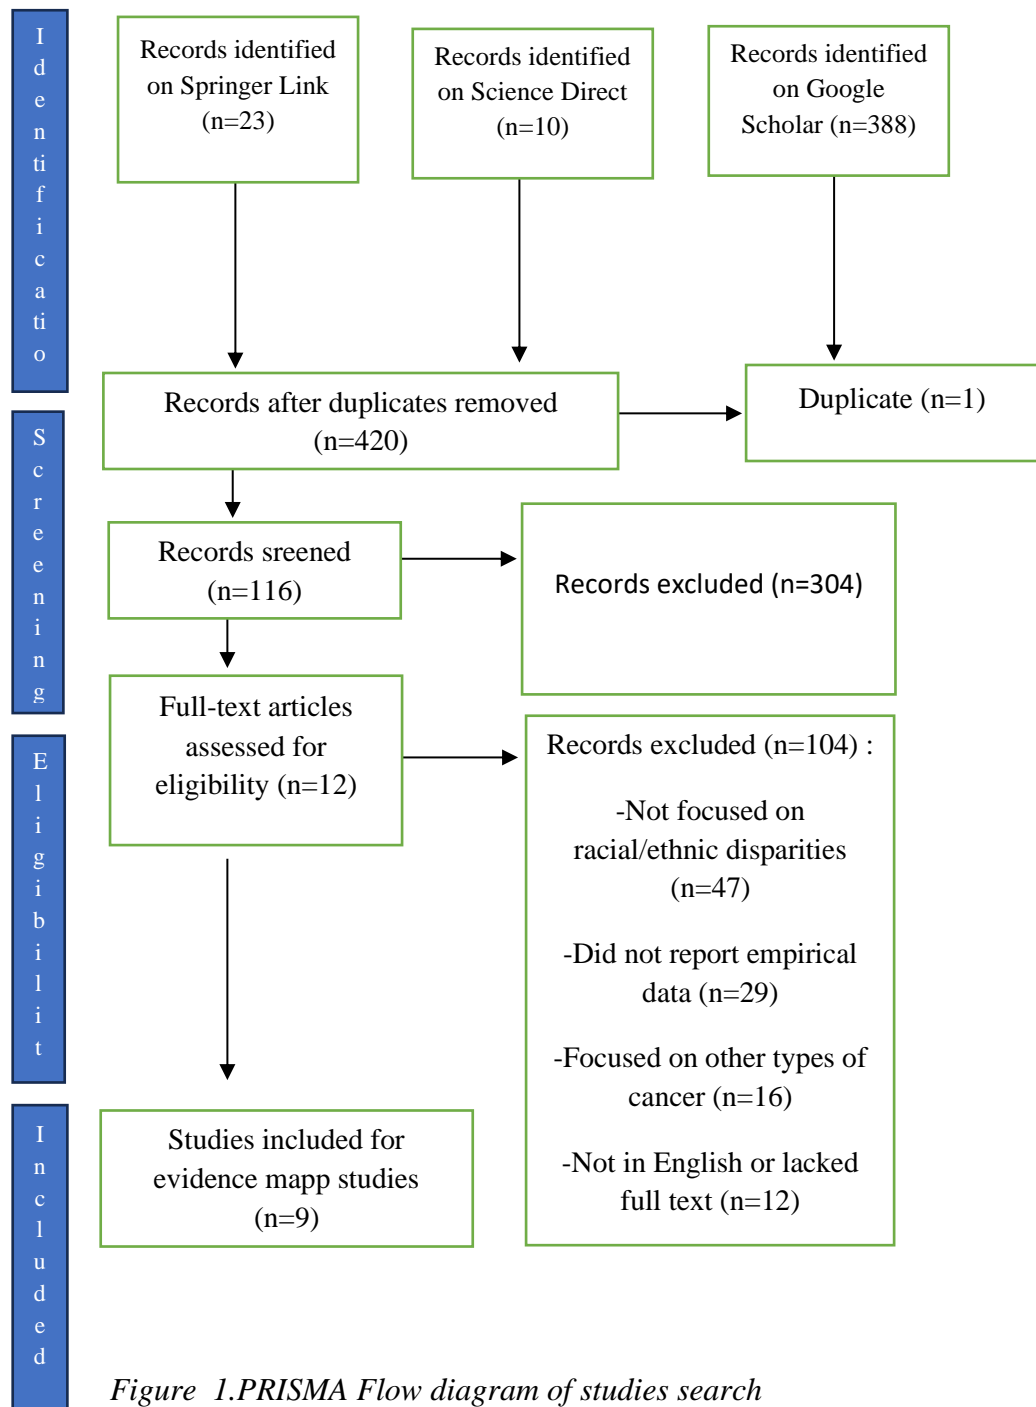 Identificatio
Records identified
on Springer Link
(n=23)
Records identified
on Science Direct
(n=10)
Records identified
on Google
Scholar (n=388)
Records after duplicates removed
(n=420)
Duplicate (n=1)
Screening
Records sreened
(n=116)
Records excluded (n=304)
Full-text articles
assessed for
eligibility (n=12)
Eligibilit
Records excluded (n=104) :
-Not focused on
racial/ethnic disparities
(n=47)
-Did not report empirical
data (n=29)
-Focused on other types of
cancer (n=16)
-Not in English or lacked
full text (n=12)
Included
Studies included for
evidence mapp studies
(n=9)
Figure 1.PRISMA Flow diagram of studies search